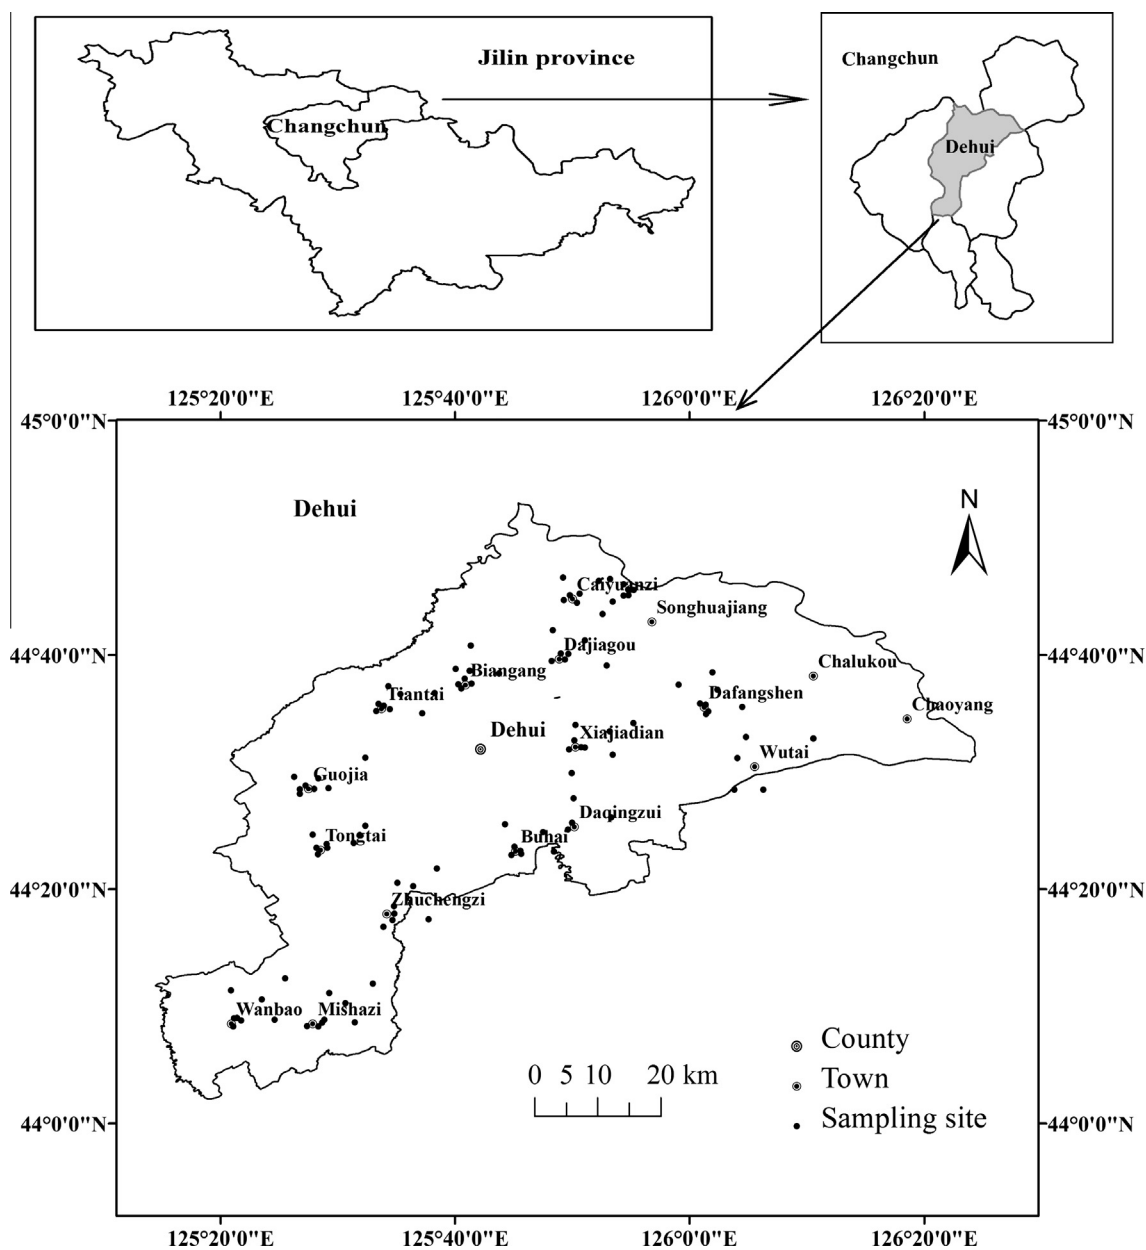 Jilin province
Changchun
Changchun
Dehui
125°20'0"E 125°40'0"E 126°0'0"E 126°20'0"E
45°0'0"N 45°0'0"N
Dehui
N
Caiyuanzi
Songhuajiang
Dajiagou
44°40'0"N 44°40'0"N
Biangang
Chalukou
Tiantai
Dafangshen
Chaoyang
Dehui
Xiajiadian
Wutai
Guojia
Daqingzui
Tongtai
Buhai
44°20'0"N 44°20'0"N
Zhuchengzi
Wanbao
Mishazi
County
0 5 10 20 km
Town
Sampling site
44°0'0"N 44°0'0"N
125°20'0"E 125°40'0"E 126°0'0"E 126°20'0"E